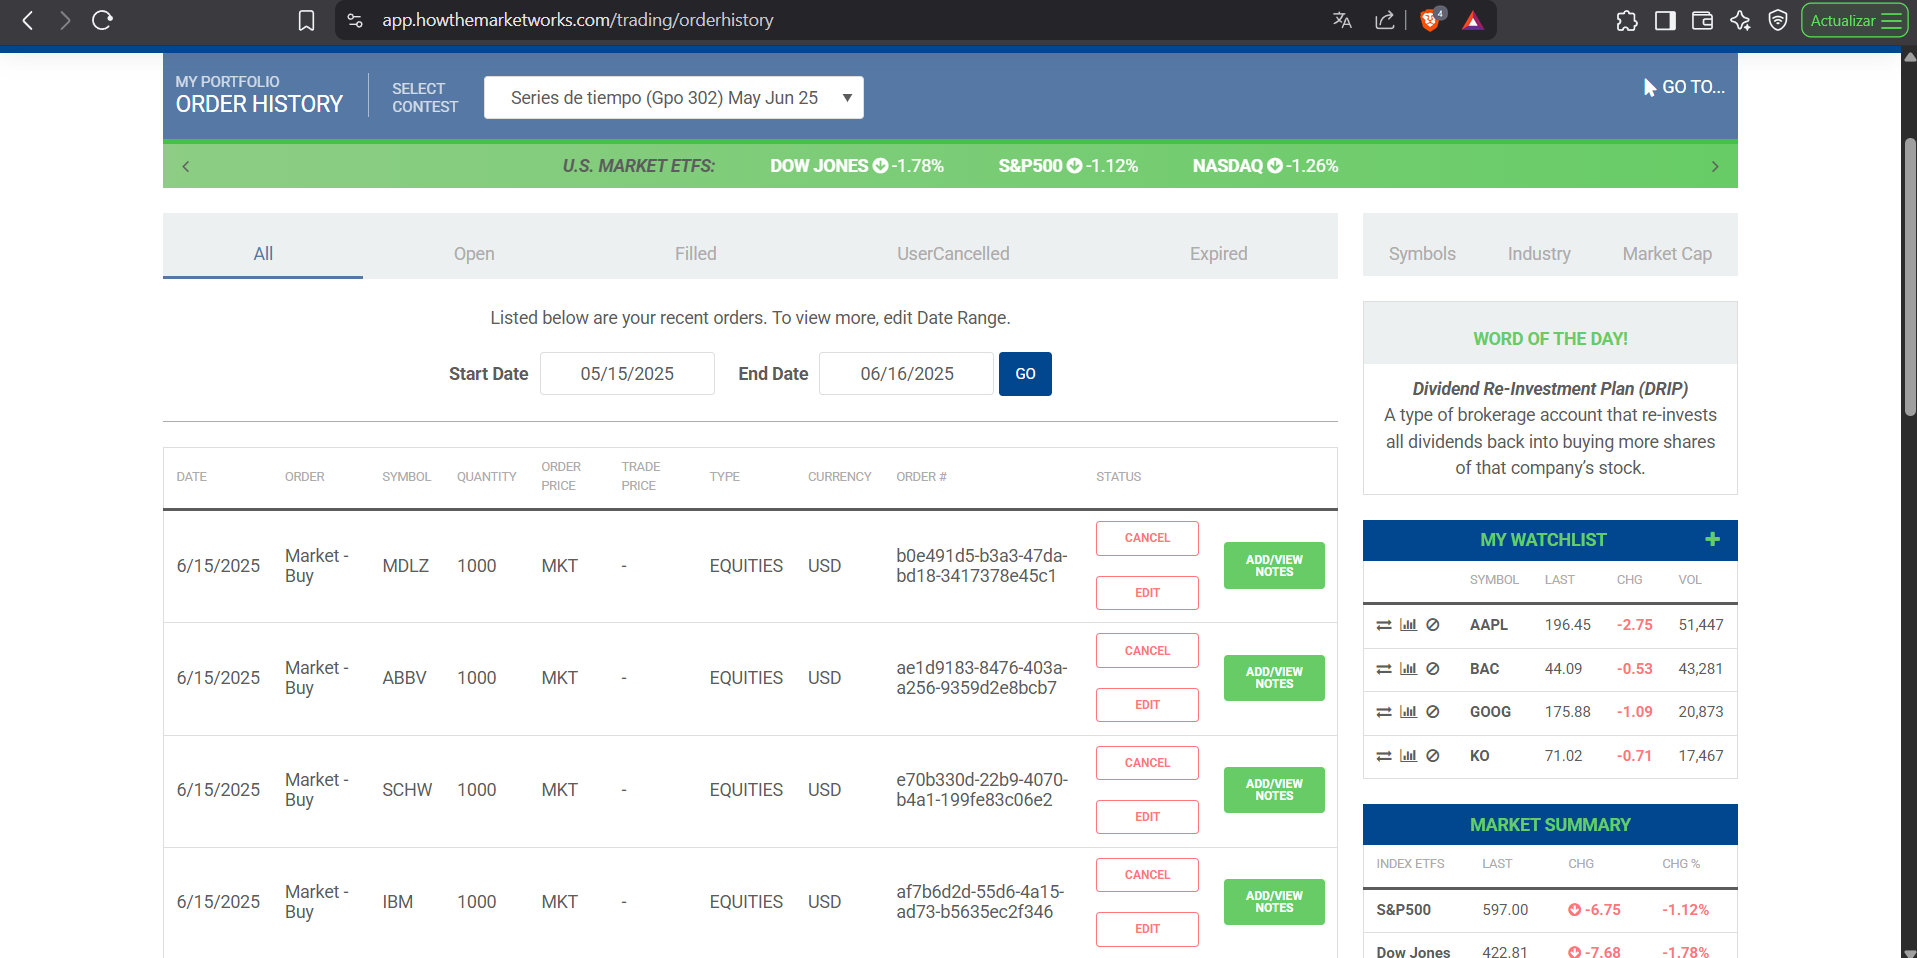 app.howthemarketworks.com/trading/orderhistory
4
Actualizar
MY PORTFOLIO
ORDER HISTORY
SELECT
CONTEST
Series de tiempo (Gpo 302) May Jun 25
GO TO...
U.S. MARKET ETFS:
DOW JONES -1.78%
S&P500 -1.12%
NASDAQ -1.26%
All
Open
Filled
UserCancelled
Expired
Listed below are your recent orders. To view more, edit Date Range.
Start Date 05/15/2025 End Date 06/16/2025 GO
DATE ORDER SYMBOL QUANTITY ORDER PRICE TRADE PRICE TYPE CURRENCY ORDER # STATUS
6/15/2025 Market - Buy MDLZ 1000 MKT - EQUITIES USD b0e491d5-b3a3-47da-bd18-3417378e45c1 CANCEL EDIT ADD/VIEW NOTES
6/15/2025 Market - Buy ABBV 1000 MKT - EQUITIES USD ae1d9183-8476-403a-a256-9359d2e8bcb7 CANCEL EDIT ADD/VIEW NOTES
6/15/2025 Market - Buy SCHW 1000 MKT - EQUITIES USD e70b330d-22b9-4070-b4a1-199fe83c06e2 CANCEL EDIT ADD/VIEW NOTES
6/15/2025 Market - Buy IBM 1000 MKT - EQUITIES USD af7b6d2d-55d6-4a15-ad73-b5635ec2f346 CANCEL EDIT ADD/VIEW NOTES
Symbols
Industry
Market Cap
WORD OF THE DAY!
Dividend Re-Investment Plan (DRIP)
A type of brokerage account that re-invests
all dividends back into buying more shares
of that company's stock.
MY WATCHLIST
SYMBOL LAST CHG VOL
AAPL 196.45 -2.75 51,447
BAC 44.09 -0.53 43,281
GOOG 175.88 -1.09 20,873
KO 71.02 -0.71 17,467
MARKET SUMMARY
INDEX ETFS LAST CHG CHG %
S&P500 597.00 -6.75 -1.12%
Dow Jones 422.81 -7.68 -1.78%